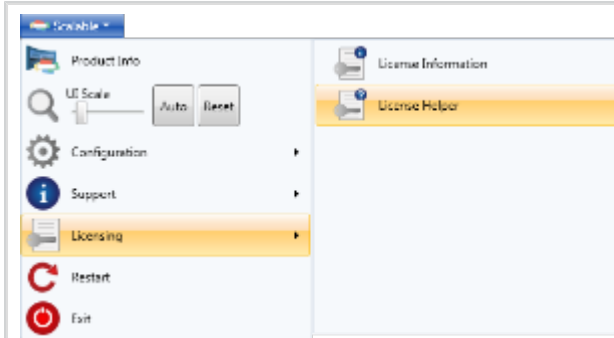 Scalable
Product Info
UI Scale
Auto Reset
Configuration
Support
Licensing
Restart
Exit
License Information
License Helper